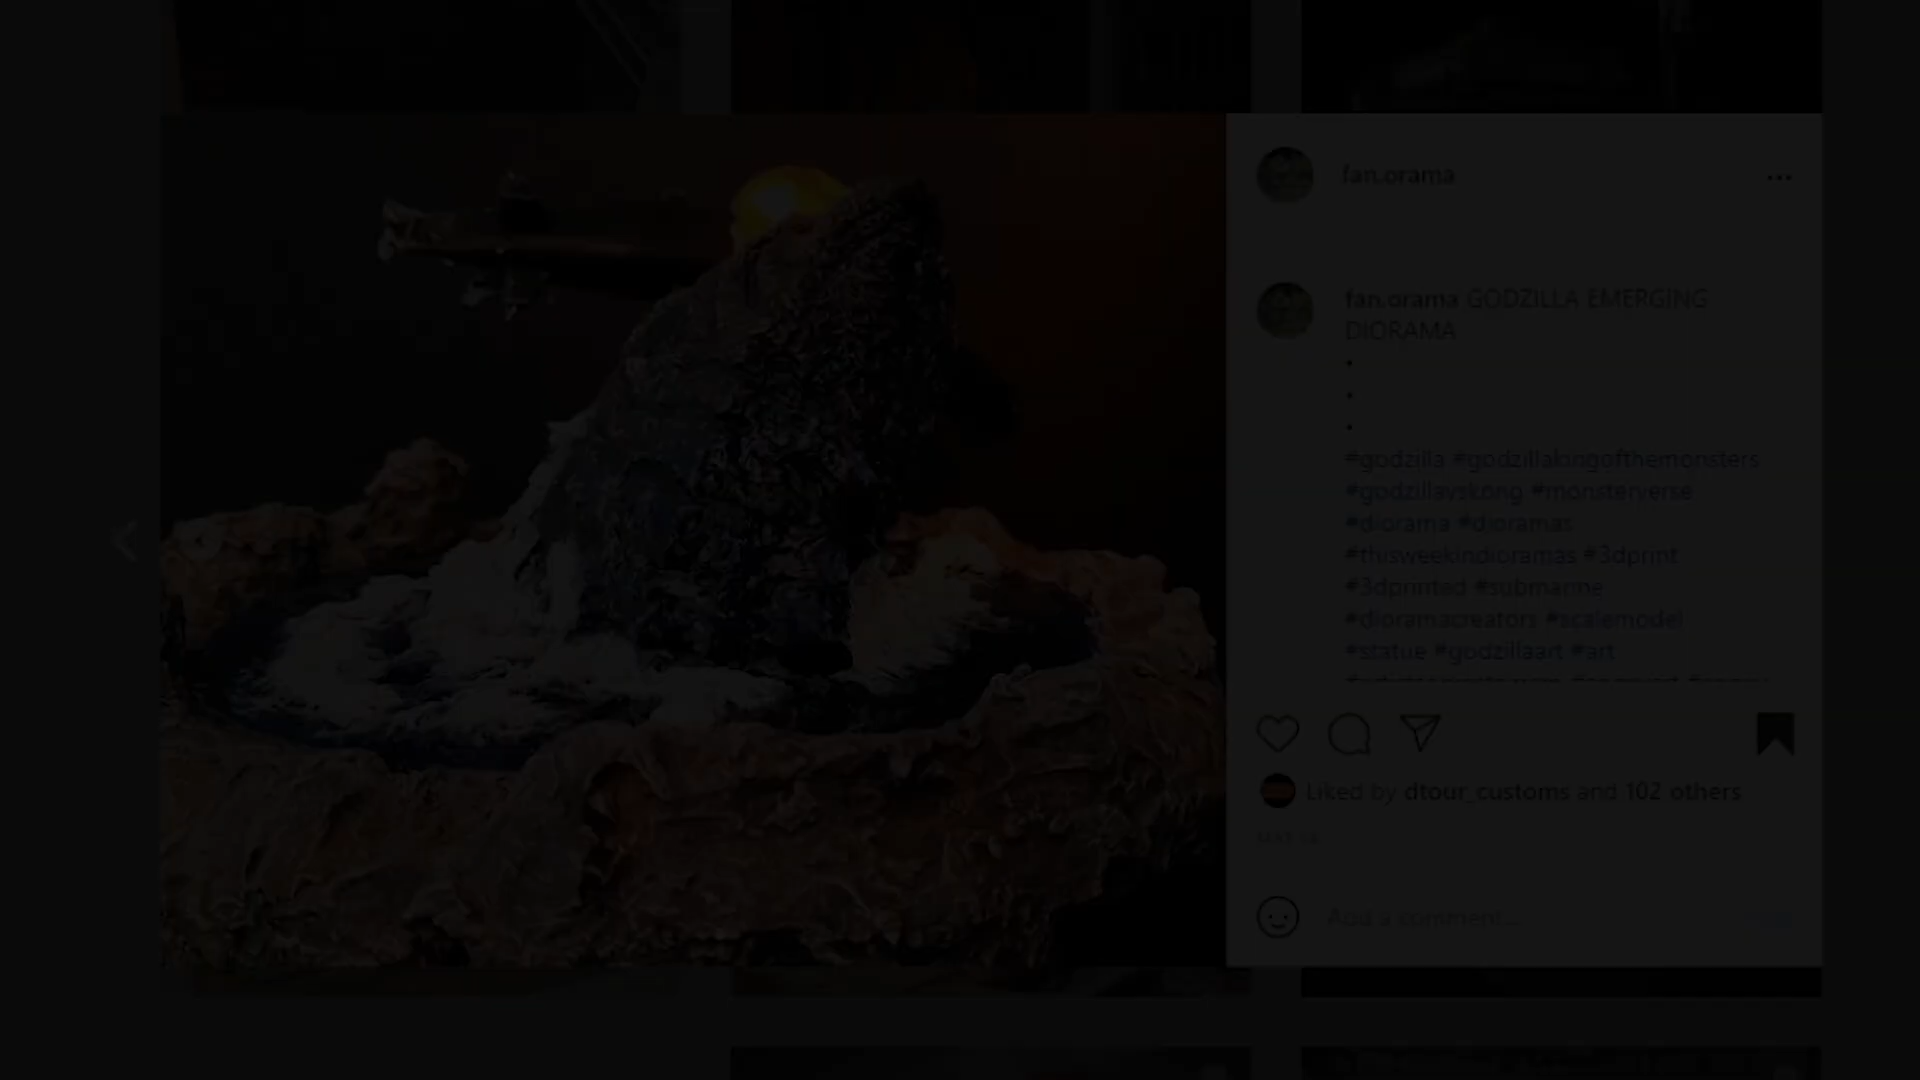 fan.orama
fan.orama GODZILLA EMERGING
DIORAMA
.
.
.
#godzilla #godzillakingofthemonsters
#godzillavskong #monsterverse
#diorama #dioramas
#thisweekindioramas #3dprint
#3dprinted #submarine
#dioramacreators #scalemodel
#statue #godzillaart #art
Liked by dtour_customs and 102 others
Add a comment...